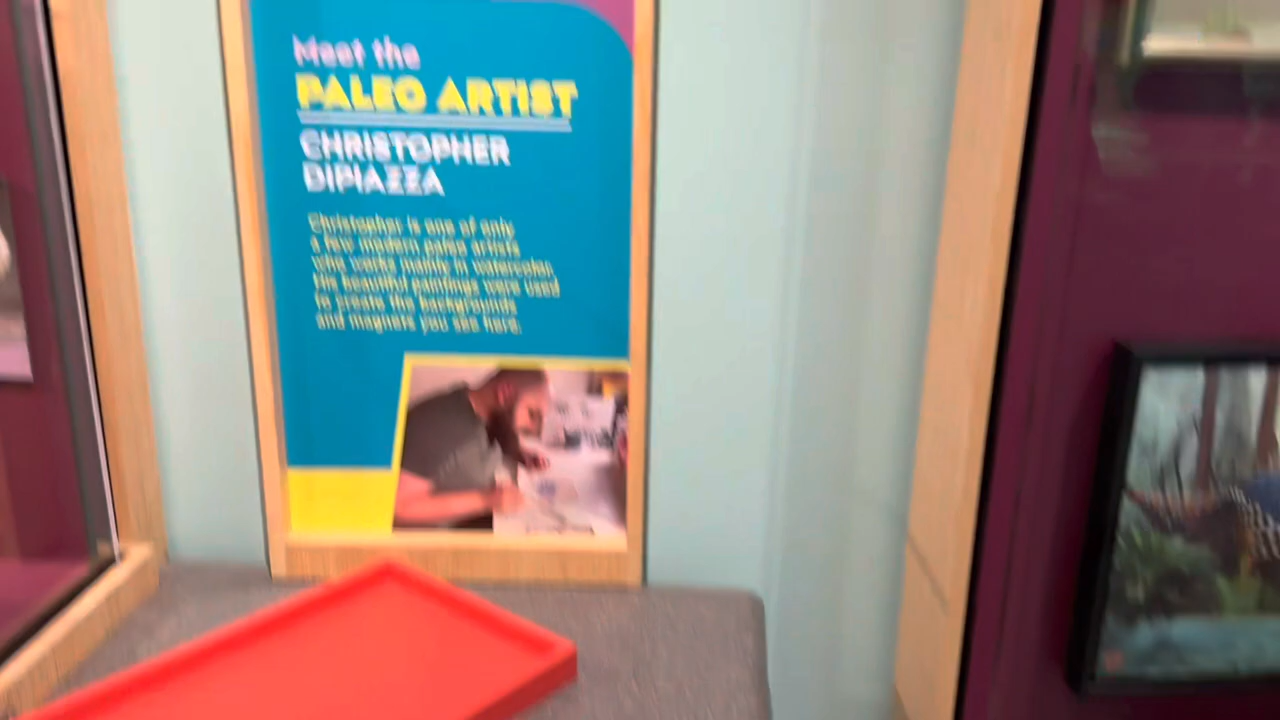 Meet the
PALEO ARTIST
CHRISTOPHER
DIPIAZZA
Christopher is one of only
a few modern paleo artists
who works mainly in watercolor.
His beautiful paintings were used
to create the backgrounds
and magnets you see here.